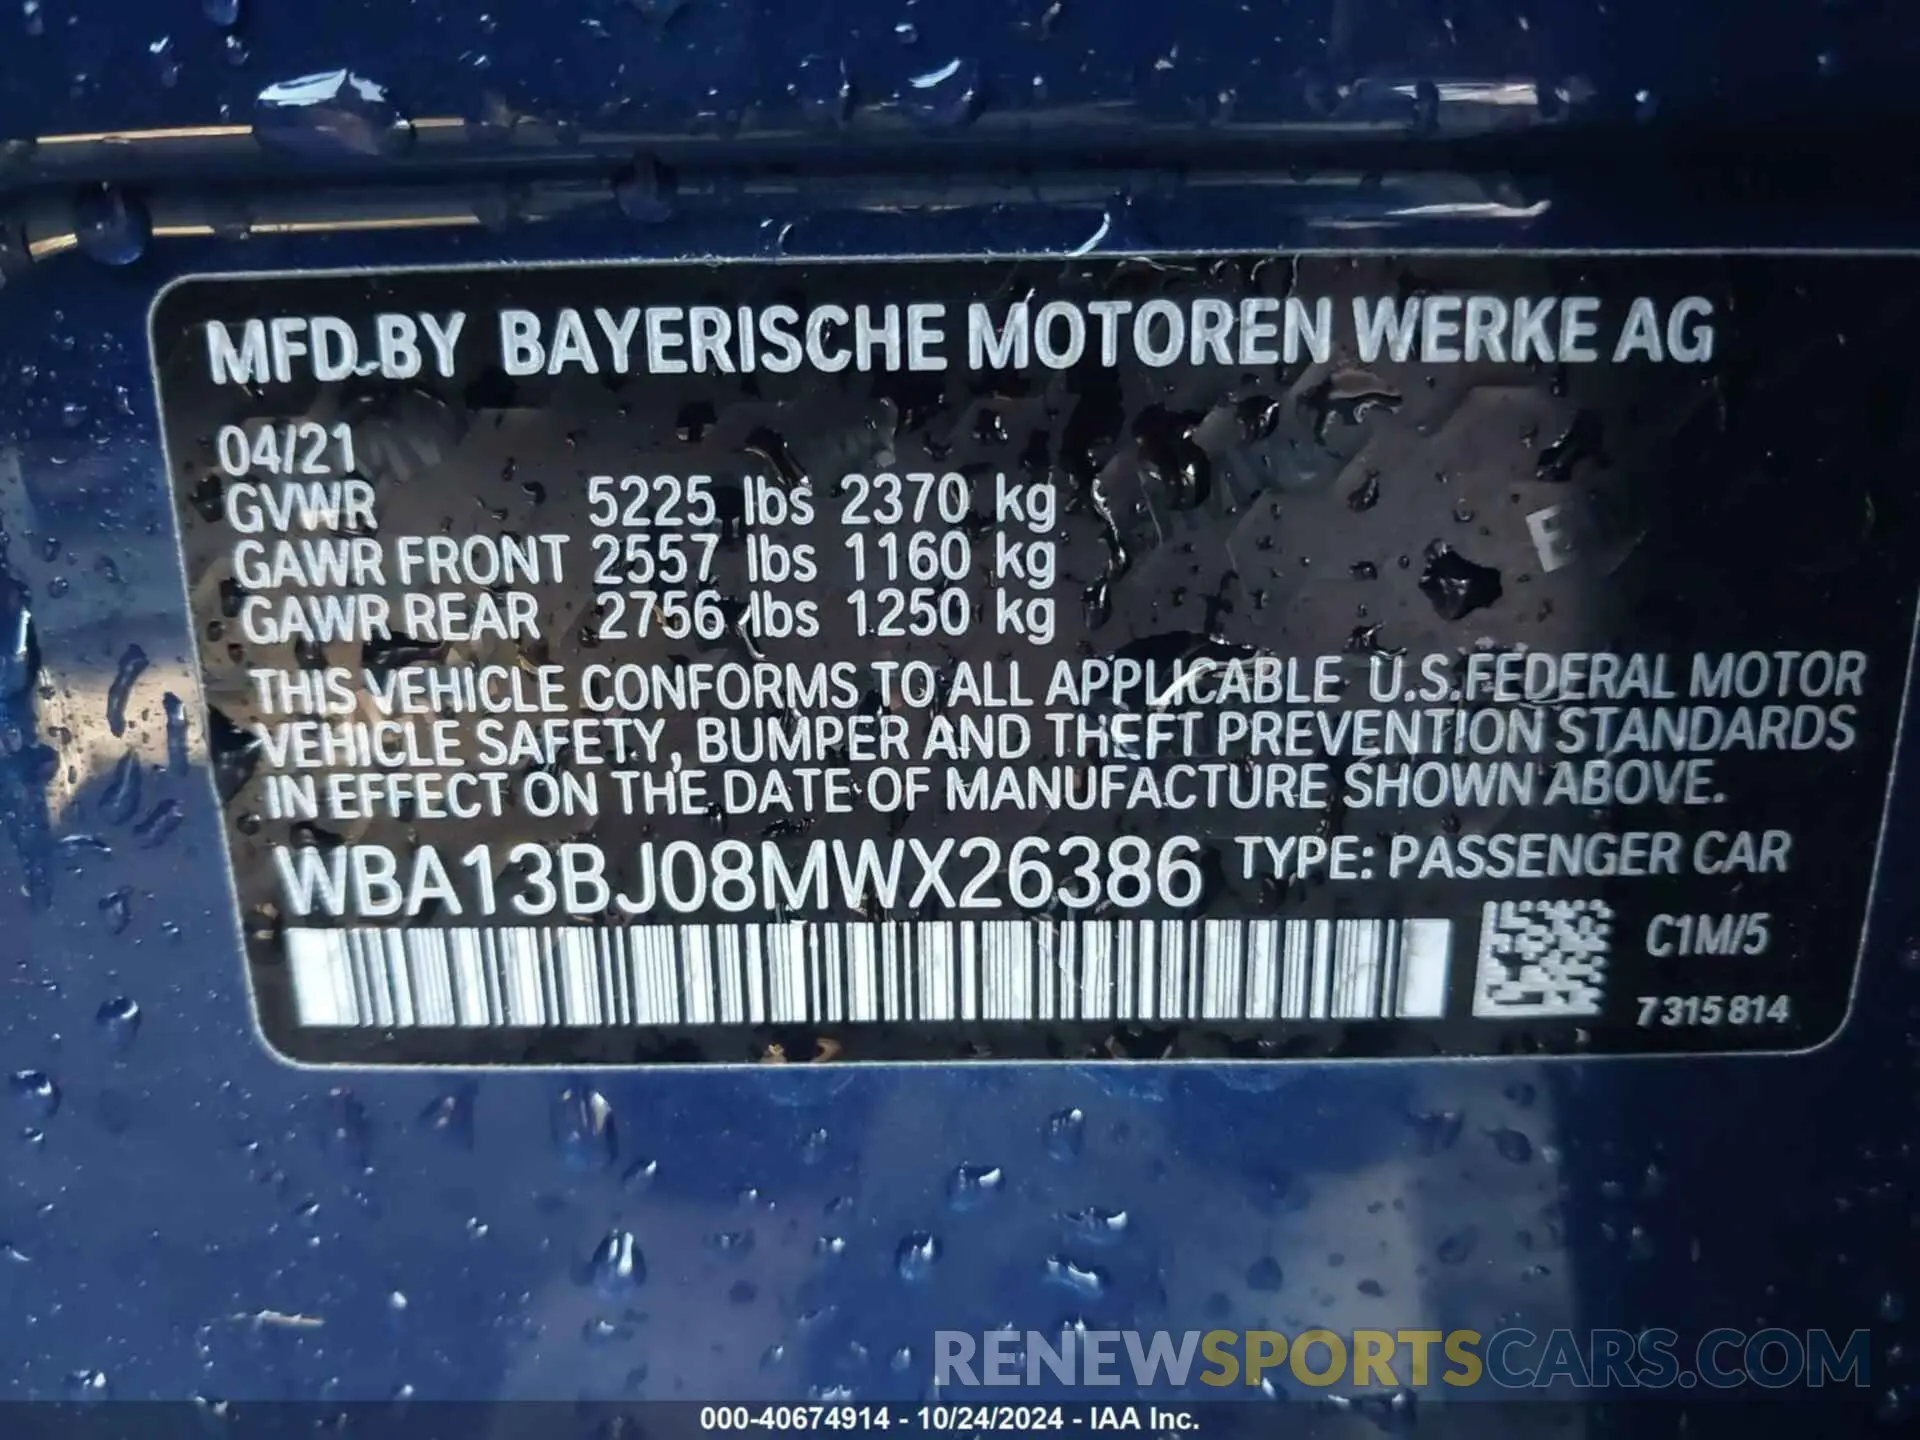 MFD.BY BAYERISCHE MOTOREN WERKE AG
04/21
GVWR 5225 lbs 2370 kg
GAWR FRONT 2557 lbs 1160 kg
GAWR REAR 2756 lbs 1250 kg
THIS VEHICLE CONFORMS TO ALL APPLICABLE U.S.FEDERAL MOTOR
VEHICLE SAFETY, BUMPER AND THEFT PREVENTION STANDARDS
IN EFFECT ON THE DATE OF MANUFACTURE SHOWN ABOVE.
WBA13BJ08MWX26386 TYPE: PASSENGER CAR
C1M/5
7 315 814
RENEWSPORTSCARS.COM
000-40674914 - 10/24/2024 - IAA Inc.